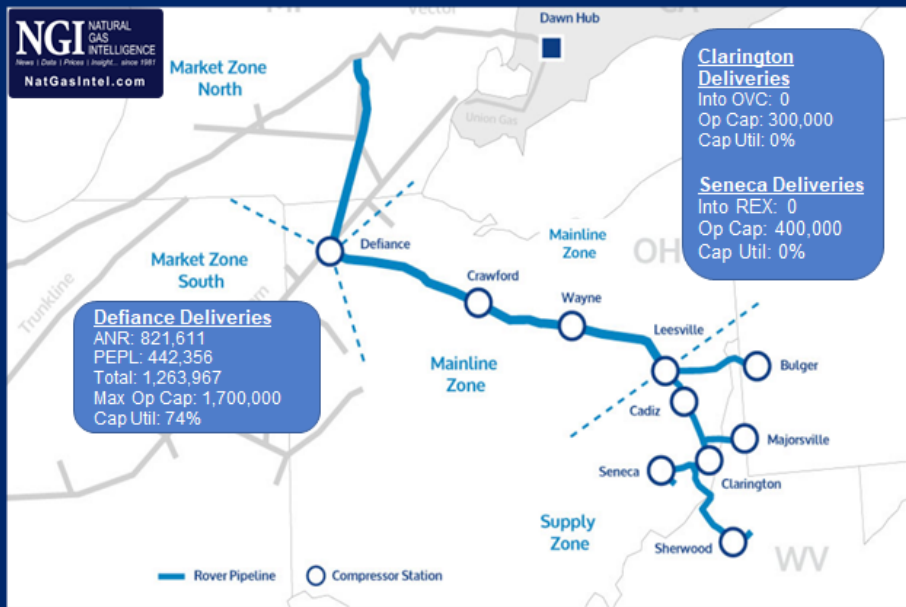 NGI NATURAL
GAS
INTELLIGENCE
News | Data | Prices | Insight... since 1981
NatGasIntel.com
MI
Vector
CA
Dawn Hub
Market Zone
North
Union Gas
Clarington
Deliveries
Into OVC: 0
Op Cap: 300,000
Cap Util: 0%
Seneca Deliveries
Into REX: 0
Op Cap: 400,000
Cap Util: 0%
Defiance
Market Zone
South
Trunkline
Mainline
Zone
OH
Crawford
Wayne
Leesville
Defiance Deliveries
ANR: 821,611
PEPL: 442,356
Total: 1,263,967
Max Op Cap: 1,700,000
Cap Util: 74%
Mainline
Zone
Bulger
Cadiz
Majorsville
Seneca
Clarington
Supply
Zone
Sherwood
WV
Rover Pipeline
Compressor Station